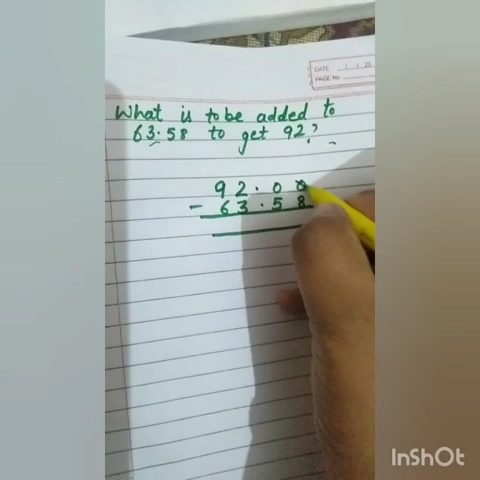 DATE
PAGE No
What is to be added to
63.58 to get 92?
92.00
- 63.58
InShOt